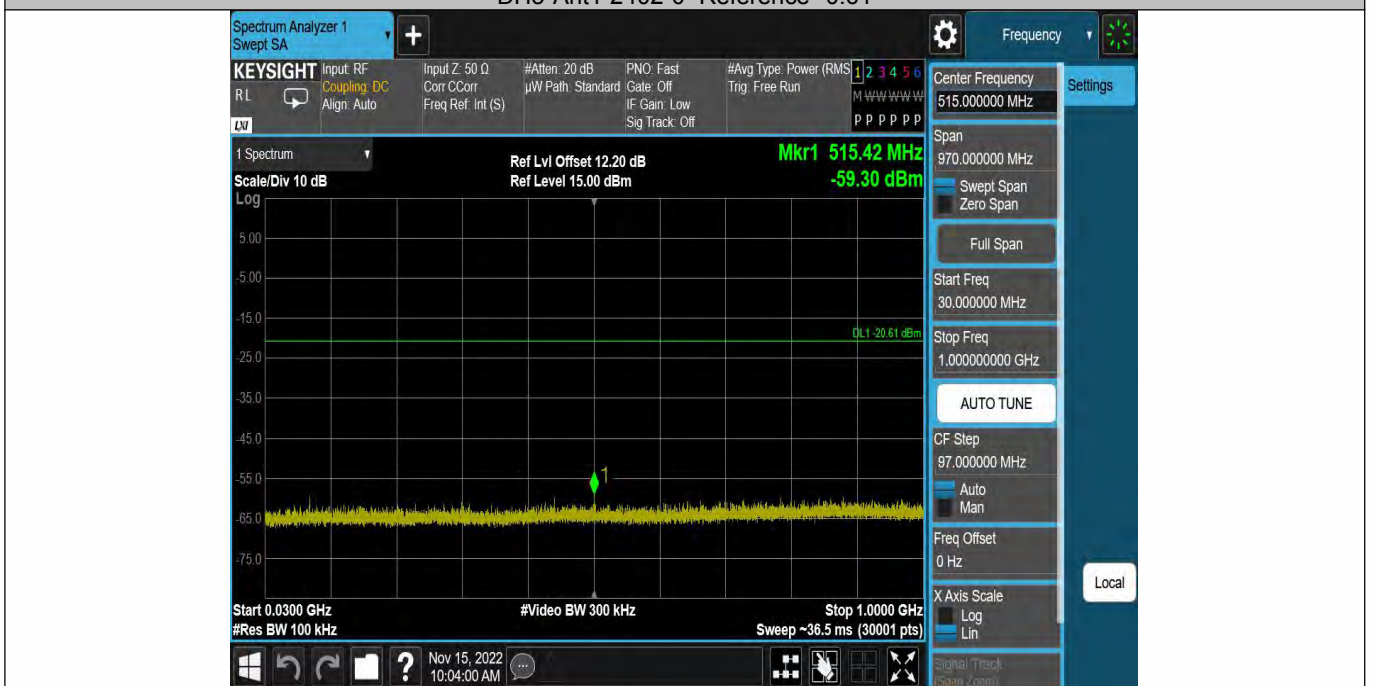 Spectrum Analyzer 1
Swept SA
Frequency
KEYSIGHT
RL
LXI
Input: RF
Coupling: DC
Align: Auto
Input Z: 50 Ω
Corr CCorr
Freq Ref: Int (S)
#Atten: 20 dB
µW Path: Standard
PNO: Fast
Gate: Off
IF Gain: Low
Sig Track: Off
#Avg Type: Power (RMS
Trig: Free Run
1 2 3 4 5 6
M W W W W W
P P P P P P
Center Frequency
515.000000 MHz
Settings
Span
970.000000 MHz
Swept Span
Zero Span
Full Span
Start Freq
30.000000 MHz
Stop Freq
1.000000000 GHz
AUTO TUNE
CF Step
97.000000 MHz
Auto
Man
Freq Offset
0 Hz
X Axis Scale
Log
Lin
Signal Track
(Span Zoom)
Local
1 Spectrum
Scale/Div 10 dB
Log
Ref Lvl Offset 12.20 dB
Ref Level 15.00 dBm
Mkr1 515.42 MHz
-59.30 dBm
5.00
-5.00
-15.0
DL1 -20.61 dBm
-25.0
-35.0
-45.0
-55.0
1
-65.0
-75.0
Start 0.0300 GHz
#Res BW 100 kHz
#Video BW 300 kHz
Stop 1.0000 GHz
Sweep ~36.5 ms (30001 pts)
?
Nov 15, 2022
10:04:00 AM